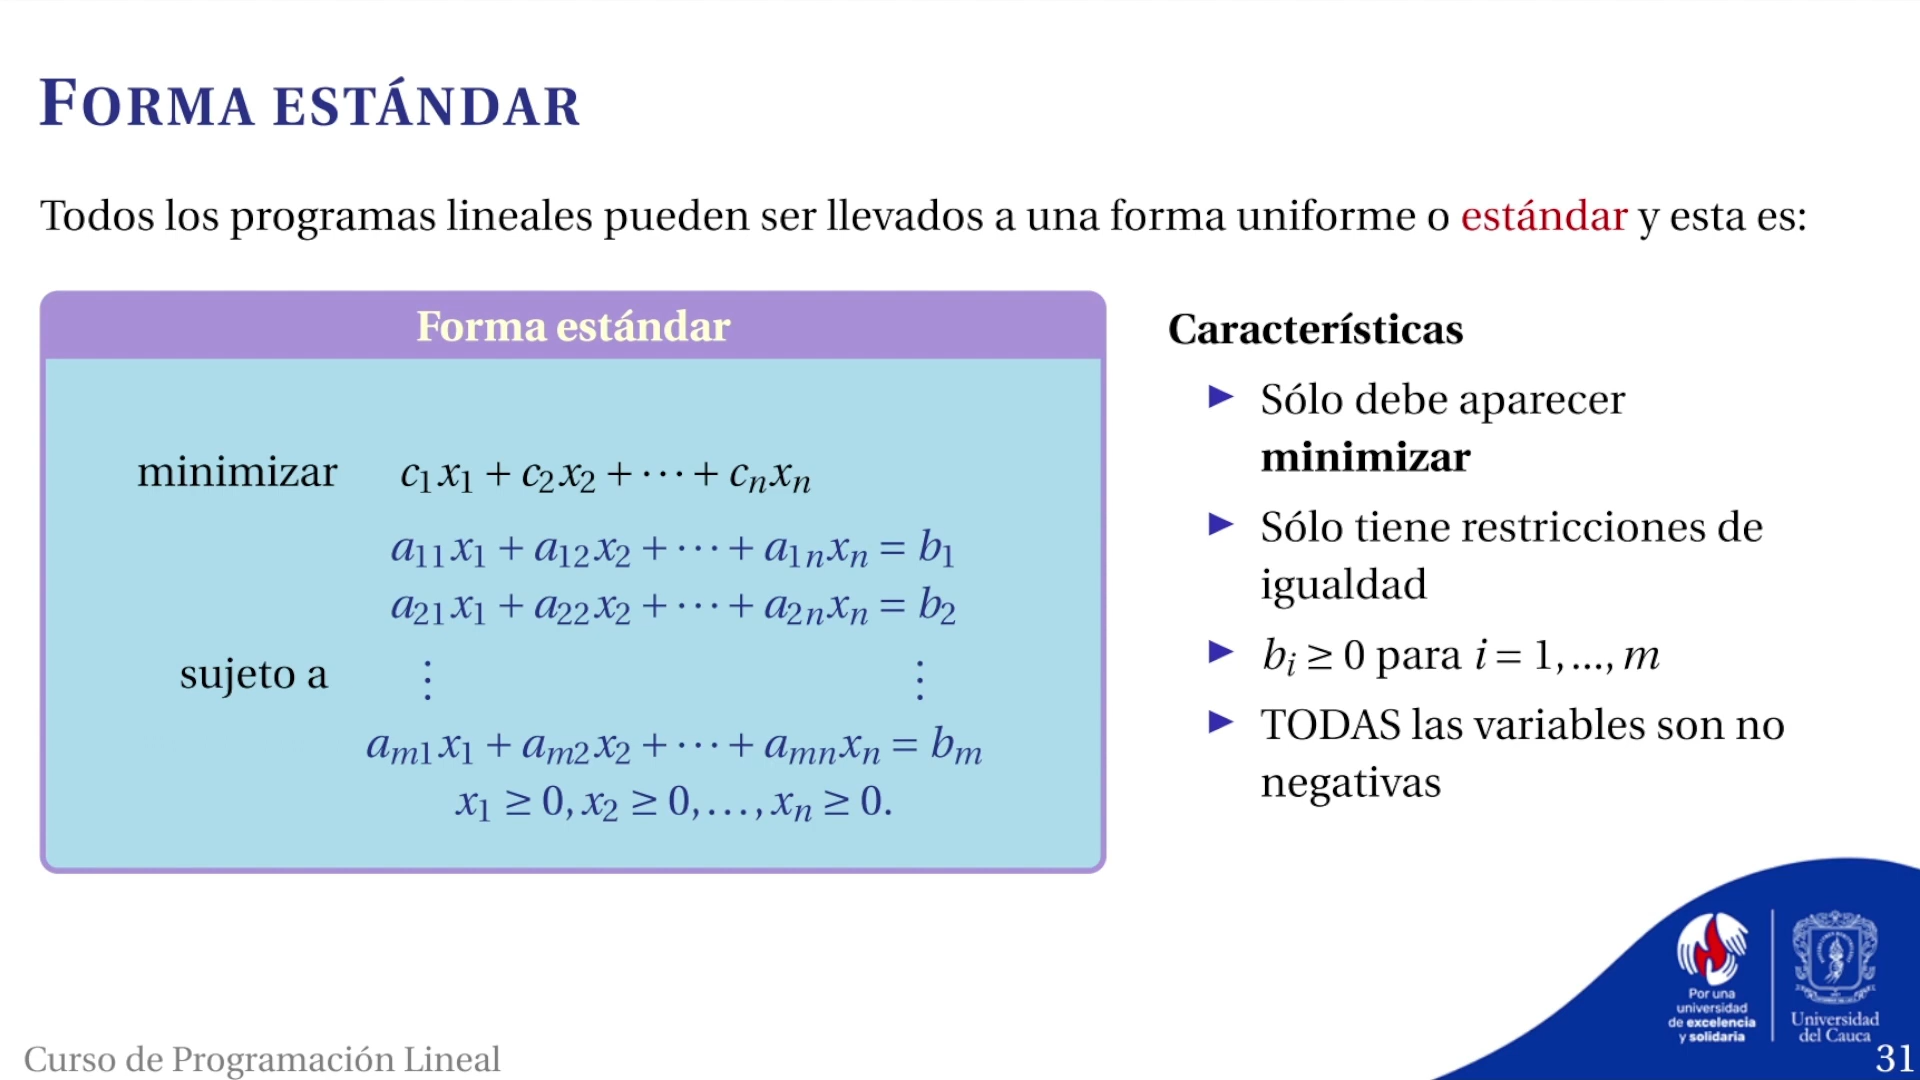 FORMA ESTÁNDAR
Todos los programas lineales pueden ser llevados a una forma uniforme o estándar y esta es:
Forma estándar
minimizar c₁x₁ + c₂x₂ + ⋯ + cₙxₙ
a₁₁x₁ + a₁₂x₂ + ⋯ + a₁ₙxₙ = b₁
a₂₁x₁ + a₂₂x₂ + ⋯ + a₂ₙxₙ = b₂
sujeto a ⋮ ⋮
aₘ₁x₁ + aₘ₂x₂ + ⋯ + aₘₙxₙ = bₘ
x₁ ≥ 0, x₂ ≥ 0, …, xₙ ≥ 0.
Características
▶ Sólo debe aparecer
minimizar
▶ Sólo tiene restricciones de
igualdad
▶ bᵢ ≥ 0 para i = 1, ..., m
▶ TODAS las variables son no
negativas
Por una
universidad
de excelencia
y solidaria
Universidad
del Cauca
Curso de Programación Lineal
31